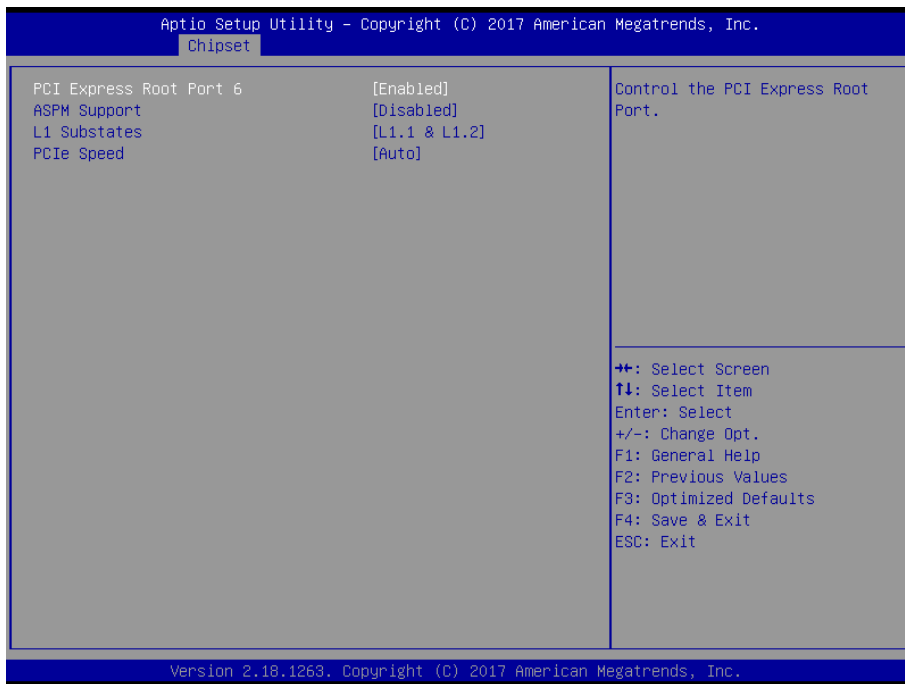 Aptio Setup Utility – Copyright (C) 2017 American Megatrends, Inc.
Chipset
PCI Express Root Port 6 [Enabled]
ASPM Support [Disabled]
L1 Substates [L1.1 & L1.2]
PCIe Speed [Auto]
Control the PCI Express Root
Port.
→←: Select Screen
↑↓: Select Item
Enter: Select
+/-: Change Opt.
F1: General Help
F2: Previous Values
F3: Optimized Defaults
F4: Save & Exit
ESC: Exit
Version 2.18.1263. Copyright (C) 2017 American Megatrends, Inc.